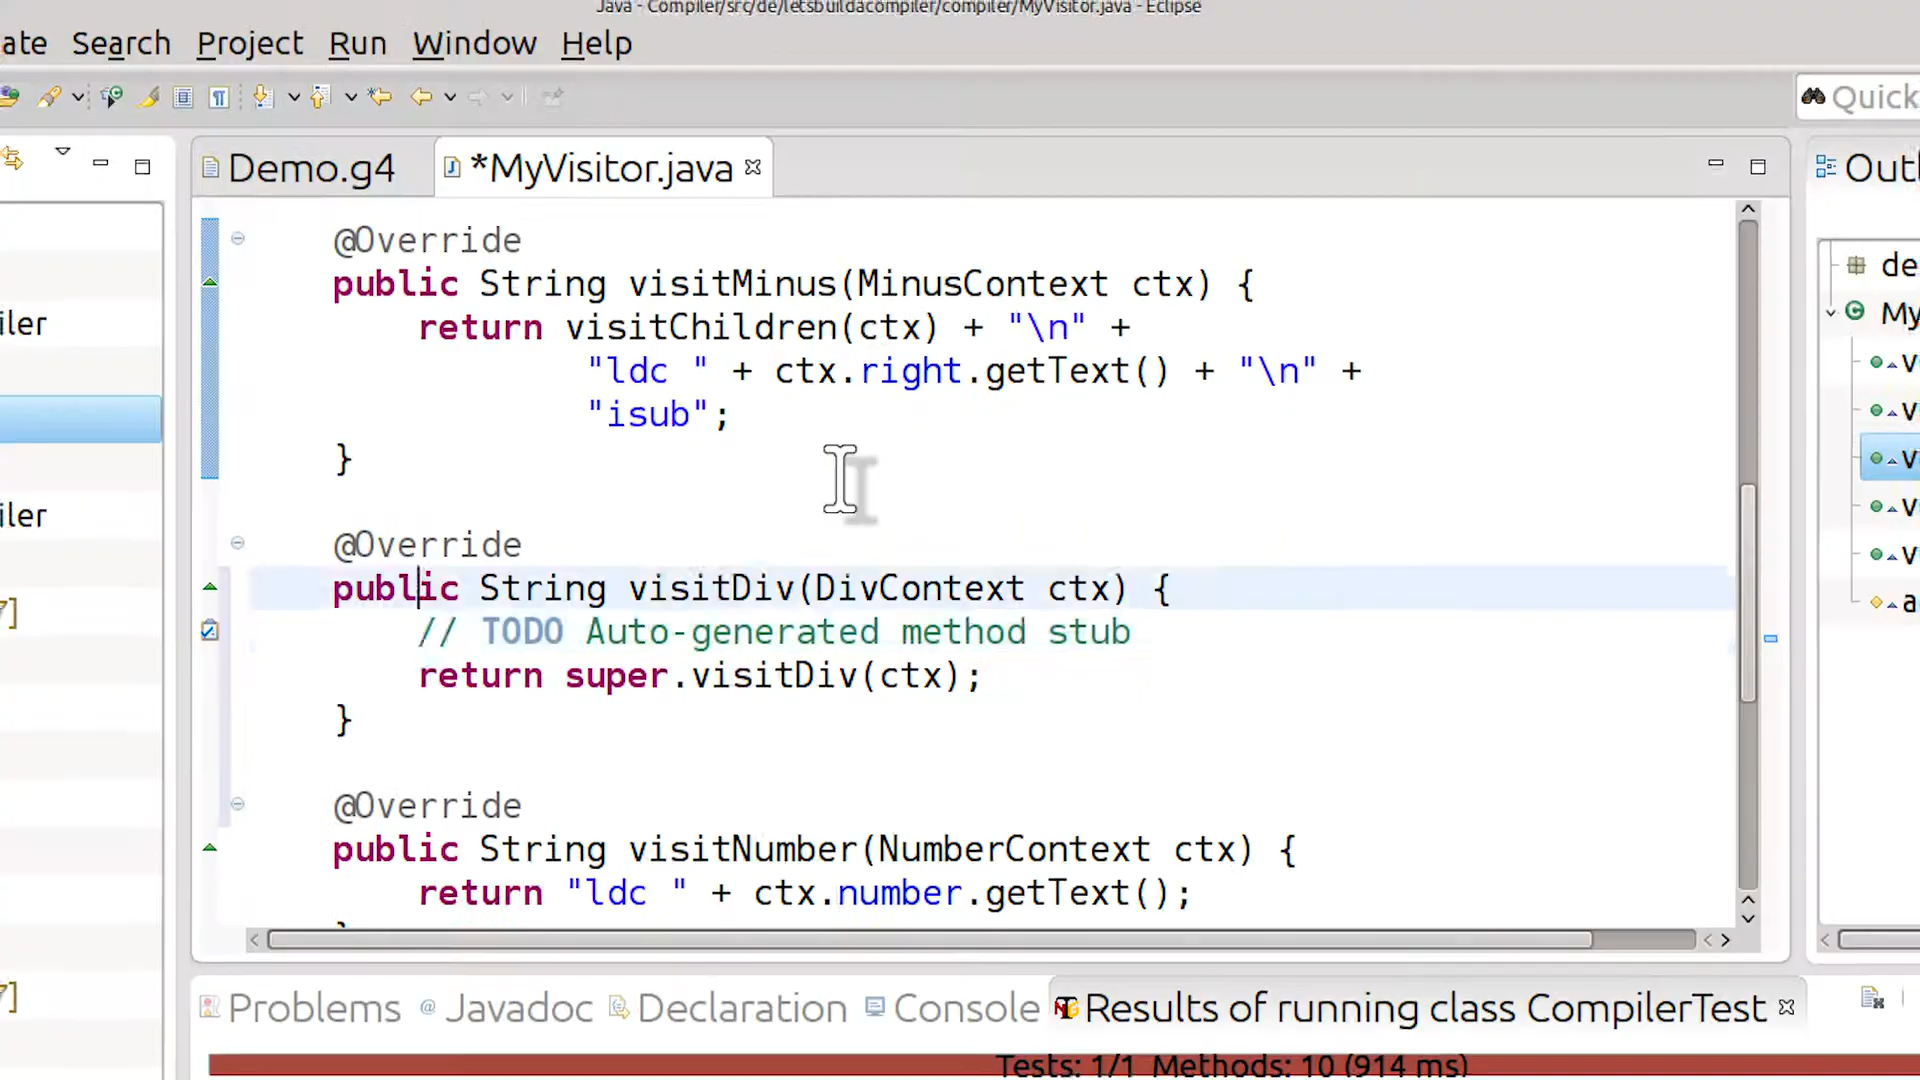 Java - Compiler/src/de/letsbuildacompiler/compiler/MyVisitor.java - Eclipse
ate Search Project Run Window Help
Quick
Demo.g4
*MyVisitor.java
Outl
@Override
public String visitMinus(MinusContext ctx) {
return visitChildren(ctx) + "\n" +
"ldc " + ctx.right.getText() + "\n" +
"isub";
}
@Override
public String visitDiv(DivContext ctx) {
// TODO Auto-generated method stub
return super.visitDiv(ctx);
}
@Override
public String visitNumber(NumberContext ctx) {
return "ldc " + ctx.number.getText();
iler
iler
7]
7]
de
My
v
v
v
v
v
a
Problems @ Javadoc Declaration Console Results of running class CompilerTest
Tests: 1/1 Methods: 10 (914 ms)